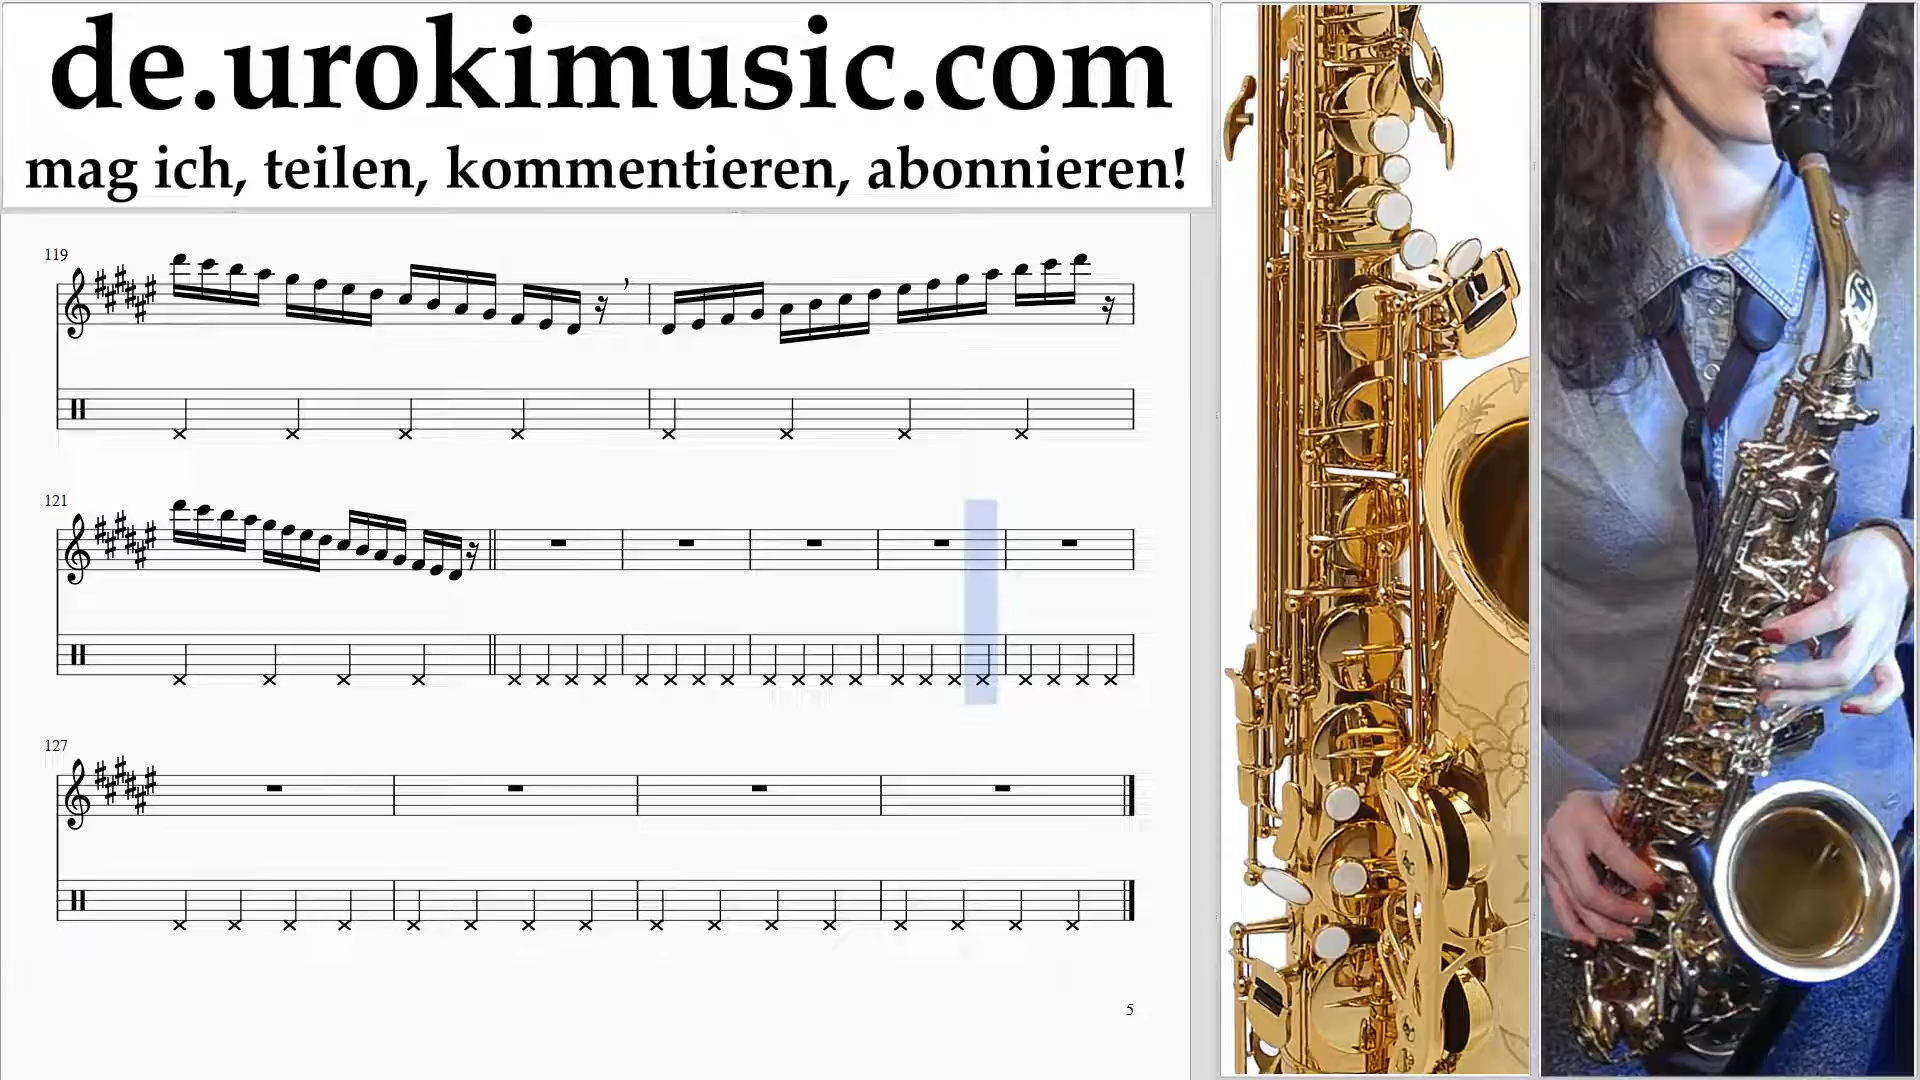 de.urokimusic.com
mag ich, teilen, kommentieren, abonnieren!
119
121
127
5